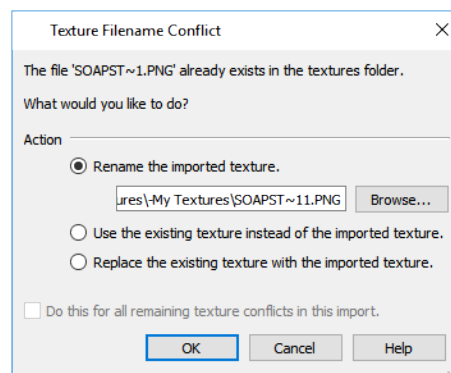 Texture Filename Conflict
The file 'SOAPST~1.PNG' already exists in the textures folder.
What would you like to do?
Action
Rename the imported texture.
ures\-My Textures\SOAPST~11.PNG Browse...
Use the existing texture instead of the imported texture.
Replace the existing texture with the imported texture.
Do this for all remaining texture conflicts in this import.
OK Cancel Help